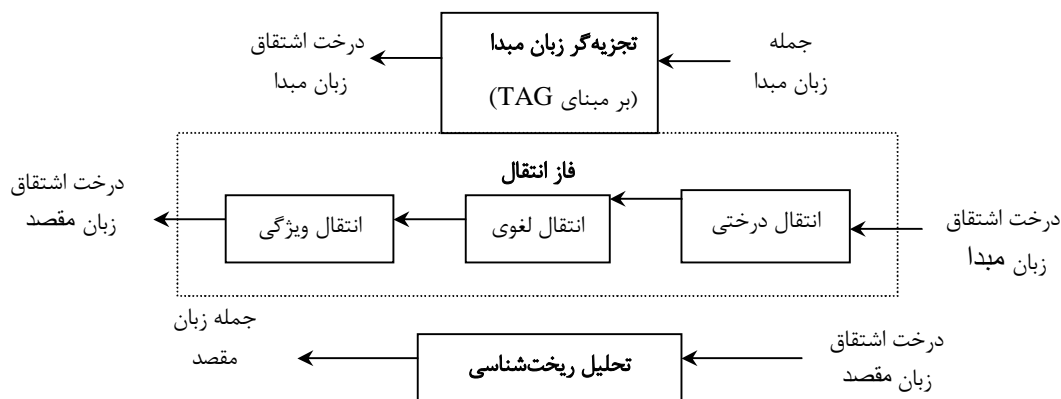 جمله
زبان مبدا
تجزیه‌گر زبان مبدا
(بر مبنای TAG)
درخت اشتقاق
زبان مبدا
فاز انتقال
درخت اشتقاق
زبان مبدا
انتقال درختی
انتقال لغوی
انتقال ویژگی
درخت اشتقاق
زبان مقصد
درخت اشتقاق
زبان مقصد
تحلیل ریخت‌شناسی
جمله زبان
مقصد